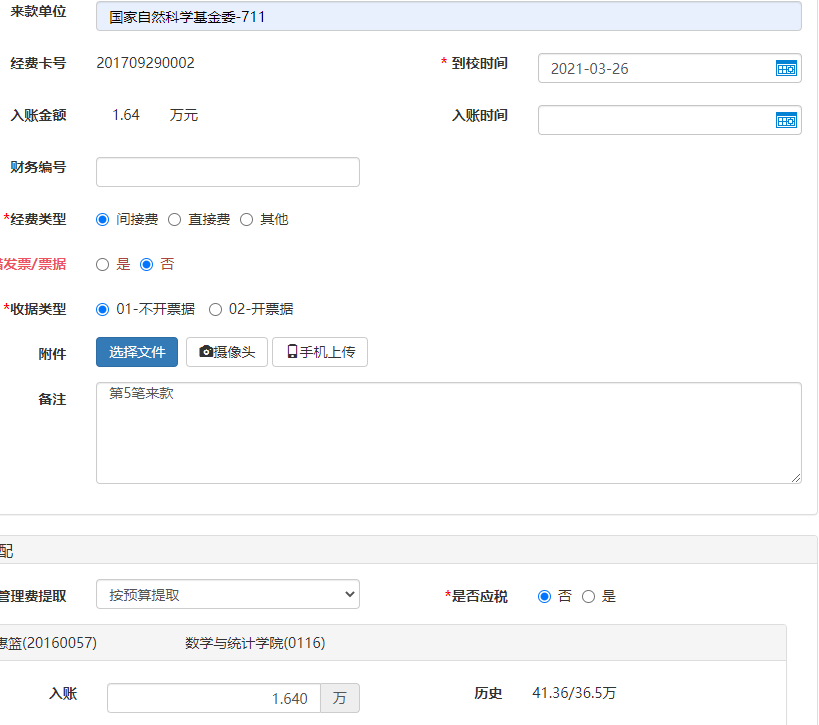 来款单位 国家自然科学基金委-711
经费卡号 201709290002 * 到校时间 2021-03-26
入账金额 1.64 万元 入账时间
财务编号
*经费类型 间接费 直接费 其他
发票/票据 是 否
*收据类型 01-不开票据 02-开票据
附件 选择文件 摄像头 手机上传
备注 第5笔来款
配
管理费提取 按预算提取 *是否应税 否 是
篮(20160057) 数学与统计学院(0116)
入账 1.640 万 历史 41.36/36.5万